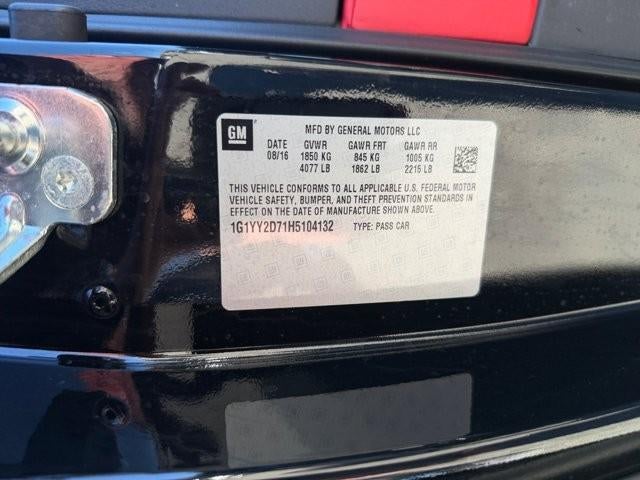 GM
MFD BY GENERAL MOTORS LLC
DATE GVWR GAWR FRT GAWR RR
08/16 1850 KG 845 KG 1005 KG
4077 LB 1862 LB 2215 LB
THIS VEHICLE CONFORMS TO ALL APPLICABLE U.S. FEDERAL MOTOR
VEHICLE SAFETY, BUMPER, AND THEFT PREVENTION STANDARDS IN
EFFECT ON THE DATE OF MANUFACTURE SHOWN ABOVE.
1G1YY2D71H5104132 TYPE: PASS CAR